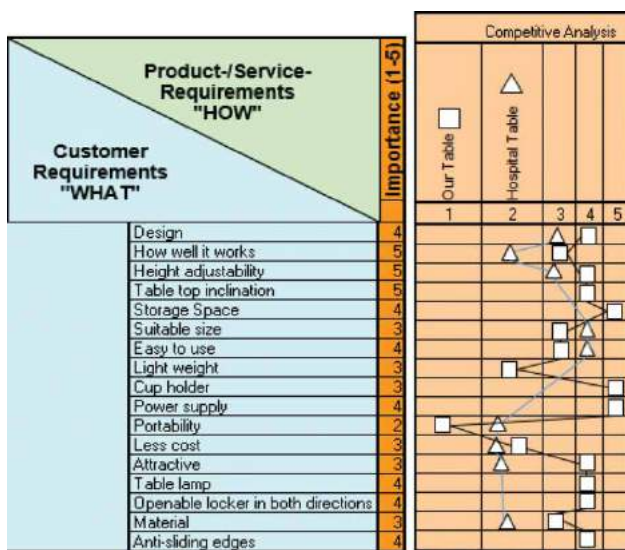 Product-/Service-
Requirements
"HOW"
Customer
Requirements
"WHAT"
Importance (1-5)
Competitive Analysis
Our Table
Hospital Table
1 2 3 4 5
Design 4
How well it works 5
Height adjustability 5
Table top inclination 5
Storage Space 4
Suitable size 3
Easy to use 4
Light weight 3
Cup holder 3
Power supply 4
Portability 2
Less cost 3
Attractive 3
Table lamp 4
Openable locker in both directions 4
Material 3
Anti-sliding edges 4